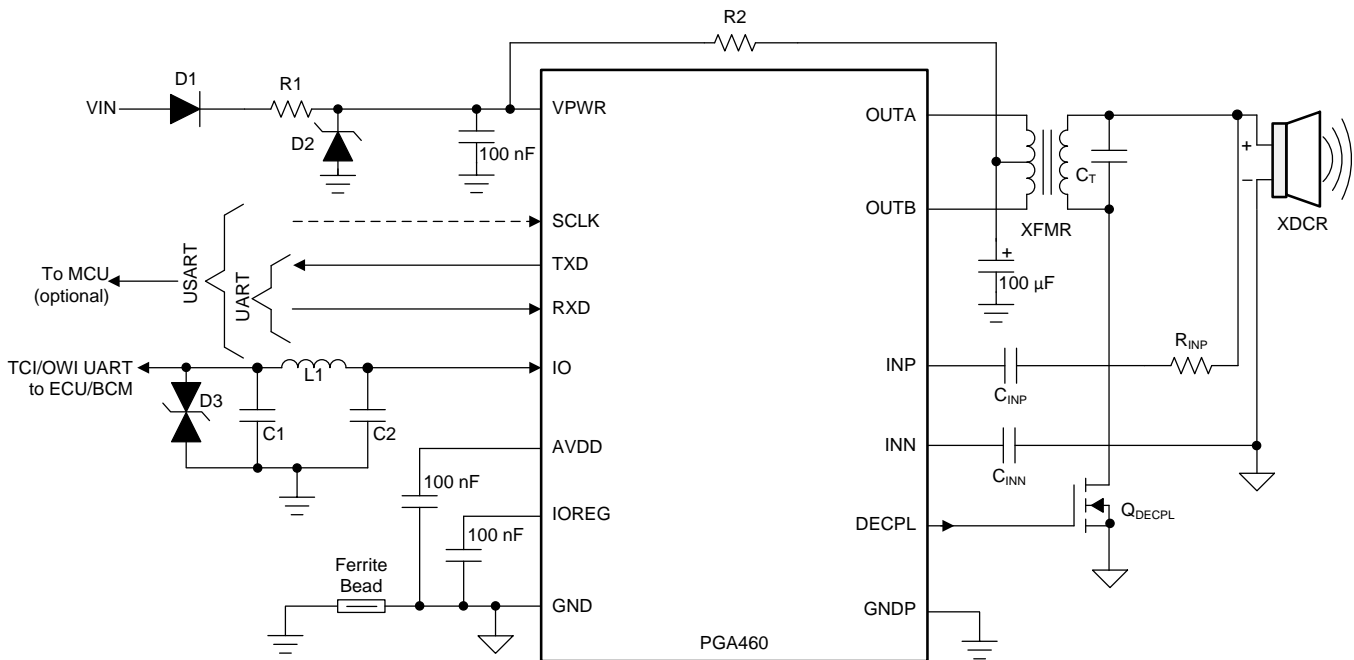 R2
D1
R1
VIN
VPWR
OUTA
D2
100 nF
+
+
−
C_T
SCLK
OUTB
XFMR
XDCR
To MCU
(optional)
USART
UART
TXD
+
100 µF
RXD
R_INP
TCI/OWI UART
to ECU/BCM
L1
IO
INP
D3
C1
C2
C_INP
AVDD
INN
100 nF
C_INN
IOREG
100 nF
DECPL
Q_DECPL
Ferrite
Bead
GND
GNDP
PGA460